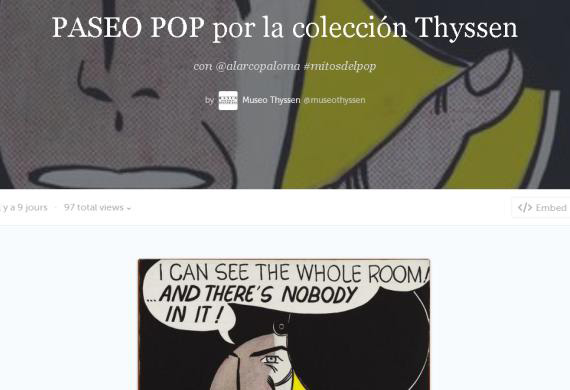 PASEO POP por la colección Thyssen
con @alarcopaloma #mitosdelpop
by Museo Thyssen @museothyssen
y a 9 jours · 97 total views
</> Embed
I CAN SEE THE WHOLE ROOM!
...AND THERE'S NOBODY
IN IT!